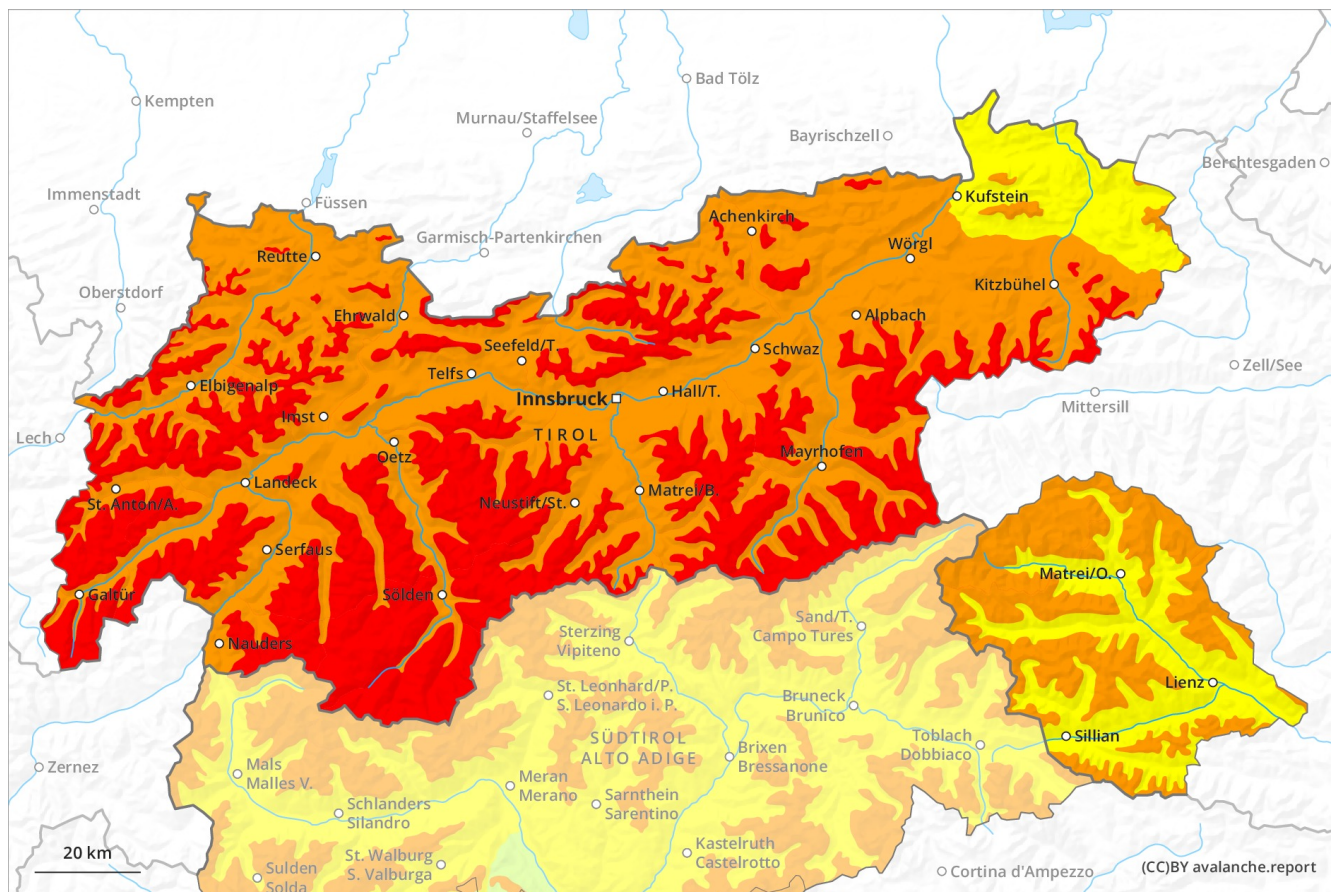 Bad Tölz
Kempten
Murnau/Staffelsee
Bayrischzell
Berchtesgaden
Immenstadt
Füssen
Kufstein
Achenkirch
Garmisch-Partenkirchen
Wörgl
Reutte
Kitzbühel
Oberstdorf
Ehrwald
Alpbach
Seefeld/T.
Schwaz
Zell/See
Telfs
Elbigenalp
Innsbruck
Hall/T.
Mittersill
Imst
Lech
TIROL
Oetz
Mayrhofen
Landeck
Matrei/B.
St. Anton/A.
Neustift/St.
Serfaus
Matrei/O.
Galtür
Sölden
Sand/T.
Campo Tures
Sterzing
Vipiteno
Nauders
Lienz
St. Leonhard/P.
S. Leonardo i. P.
Bruneck
Brunico
Sillian
SÜDTIROL
ALTO ADIGE
Toblach
Dobbiaco
Brixen
Bressanone
Zernez
Mals
Malles V.
Meran
Merano
Sarnthein
Sarentino
Schlanders
Silandro
20 km
St. Walburg
S. Valburga
Kastelruth
Castelrotto
Sulden
Solda
Cortina d'Ampezzo
(CC)BY avalanche.report